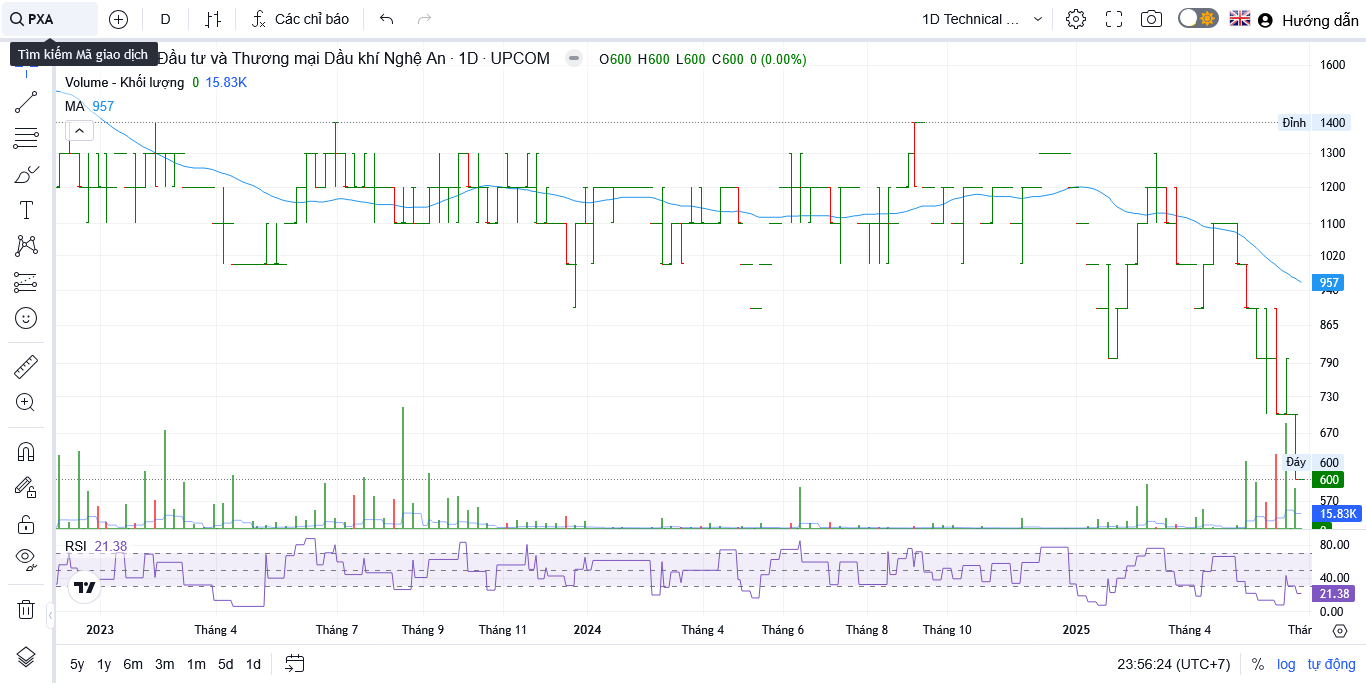 PXA
D
Các chỉ báo
1D Technical ...
Hướng dẫn
Tìm kiếm Mã giao dịch
Đầu tư và Thương mại Dầu khí Nghệ An · 1D · UPCOM
O600 H600 L600 C600 0 (0.00%)
Volume - Khối lượng 0 15.83K
MA 957
1600
Đỉnh 1400
1300
1200
1100
1020
957
940
865
790
730
670
Đáy 600
600
570
15.83K
0
RSI 21.38
80.00
40.00
21.38
0.00
2023 Tháng 4 Tháng 7 Tháng 9 Tháng 11 2024 Tháng 4 Tháng 6 Tháng 8 Tháng 10 2025 Tháng 4 Thár
5y 1y 6m 3m 1m 5d 1d
23:56:24 (UTC+7) % log tự động